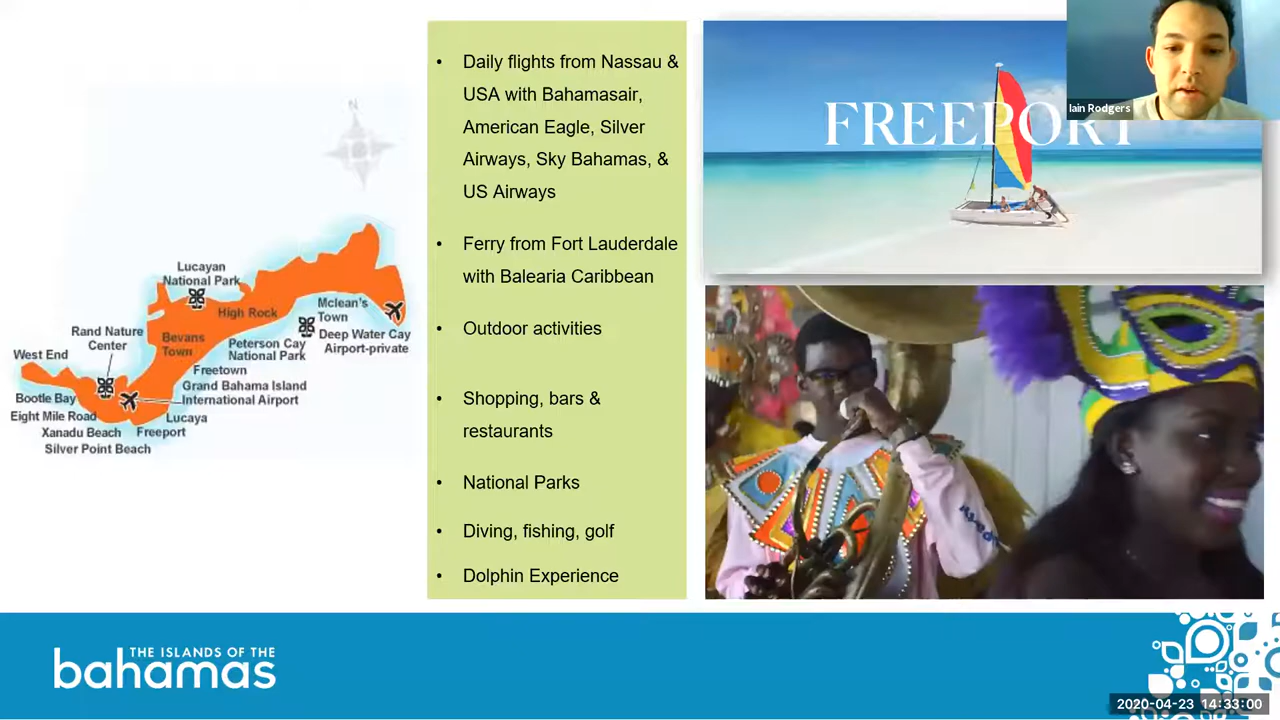 N
Lucayan
National Park
High Rock
Mclean's
Town
Deep Water Cay
Airport-private
Rand Nature
Center
Bevans
Town
Peterson Cay
National Park
West End
Freetown
Grand Bahama Island
International Airport
Bootle Bay
Eight Mile Road
Lucaya
Xanadu Beach
Freeport
Silver Point Beach
• Daily flights from Nassau &
USA with Bahamasair,
American Eagle, Silver
Airways, Sky Bahamas, &
US Airways
• Ferry from Fort Lauderdale
with Balearia Caribbean
• Outdoor activities
• Shopping, bars &
restaurants
• National Parks
• Diving, fishing, golf
• Dolphin Experience
FREEPORT
Iain Rodgers
THE ISLANDS OF THE
bahamas
2020-04-23 14:33:00